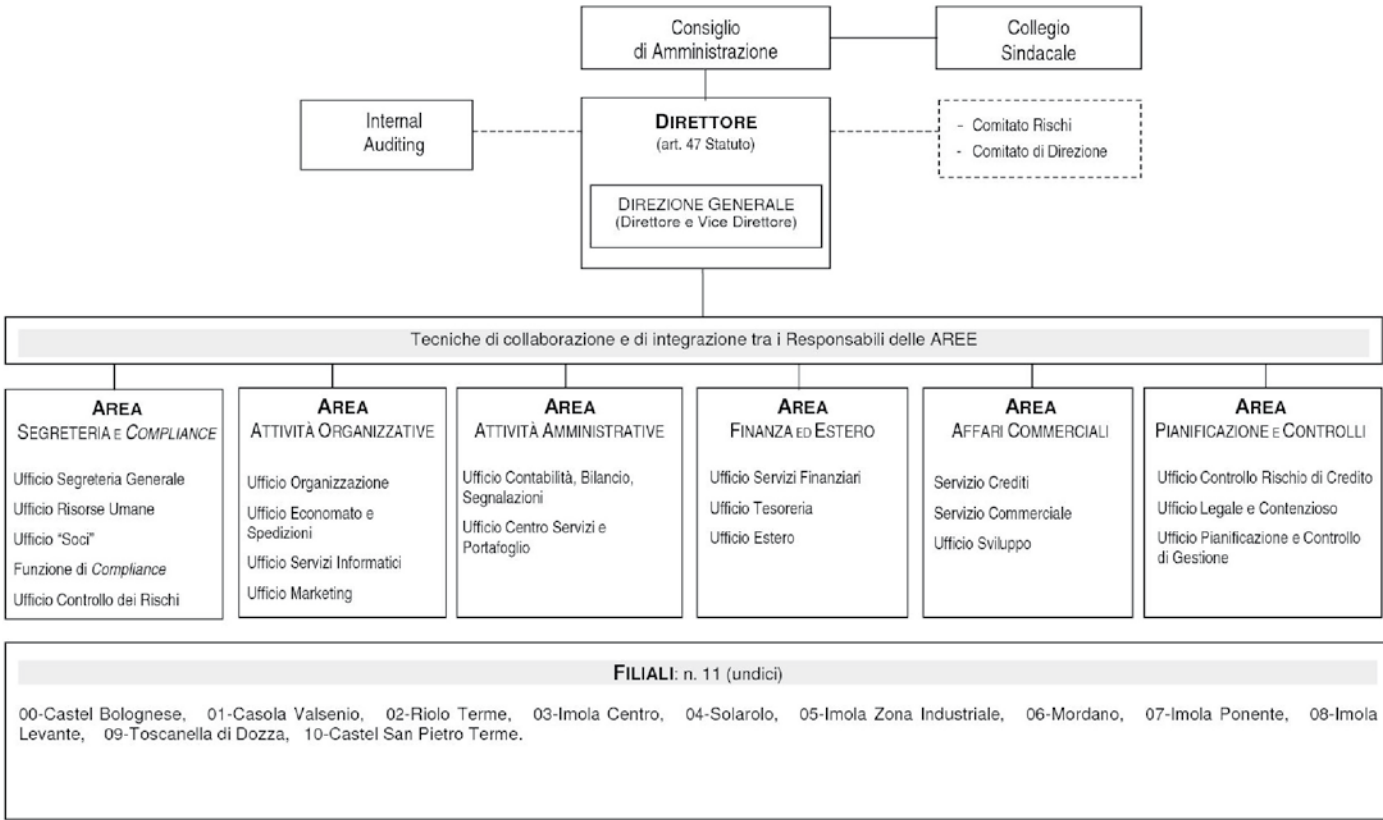 Consiglio
di Amministrazione
Collegio
Sindacale
Internal
Auditing
DIRETTORE
(art. 47 Statuto)
DIREZIONE GENERALE
(Direttore e Vice Direttore)
- Comitato Rischi
- Comitato di Direzione
Tecniche di collaborazione e di integrazione tra i Responsabili delle AREE
AREA
SEGRETERIA E COMPLIANCE
Ufficio Segreteria Generale
Ufficio Risorse Umane
Ufficio "Soci"
Funzione di Compliance
Ufficio Controllo dei Rischi
AREA
ATTIVITÀ ORGANIZZATIVE
Ufficio Organizzazione
Ufficio Economato e
Spedizioni
Ufficio Servizi Informatici
Ufficio Marketing
AREA
ATTIVITÀ AMMINISTRATIVE
Ufficio Contabilità, Bilancio,
Segnalazioni
Ufficio Centro Servizi e
Portafoglio
AREA
FINANZA ED ESTERO
Ufficio Servizi Finanziari
Ufficio Tesoreria
Ufficio Estero
AREA
AFFARI COMMERCIALI
Servizio Crediti
Servizio Commerciale
Ufficio Sviluppo
AREA
PIANIFICAZIONE E CONTROLLI
Ufficio Controllo Rischio di Credito
Ufficio Legale e Contenzioso
Ufficio Pianificazione e Controllo
di Gestione
FILIALI: n. 11 (undici)
00-Castel Bolognese, 01-Casola Valsenio, 02-Riolo Terme, 03-Imola Centro, 04-Solarolo, 05-Imola Zona Industriale, 06-Mordano, 07-Imola Ponente, 08-Imola
Levante, 09-Toscanella di Dozza, 10-Castel San Pietro Terme.